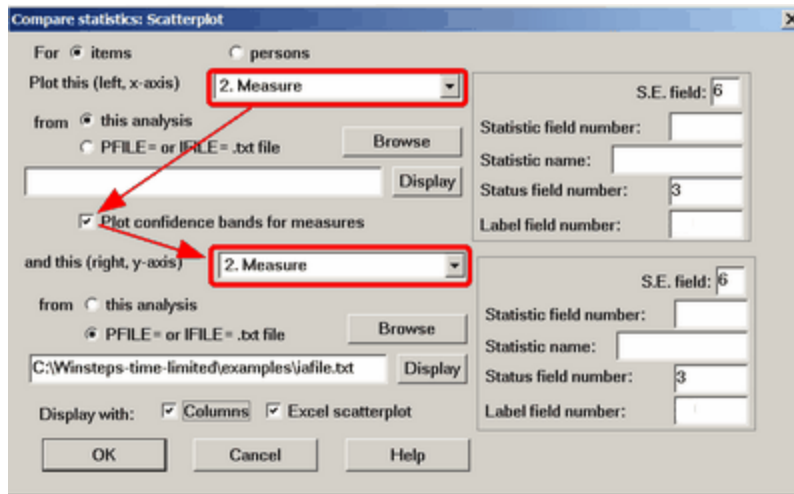 Compare statistics: Scatterplot
For items persons
Plot this (left, x-axis) 2. Measure
from this analysis
PFILE= or IFILE= .txt file Browse
Display
Plot confidence bands for measures
and this (right, y-axis) 2. Measure
from this analysis
PFILE= or IFILE= .txt file Browse
C:\Winsteps-time-limited\examples\iafile.txt Display
Display with: Columns Excel scatterplot
OK Cancel Help
S.E. field: 6
Statistic field number:
Statistic name:
Status field number: 3
Label field number:
S.E. field: 6
Statistic field number:
Statistic name:
Status field number: 3
Label field number: